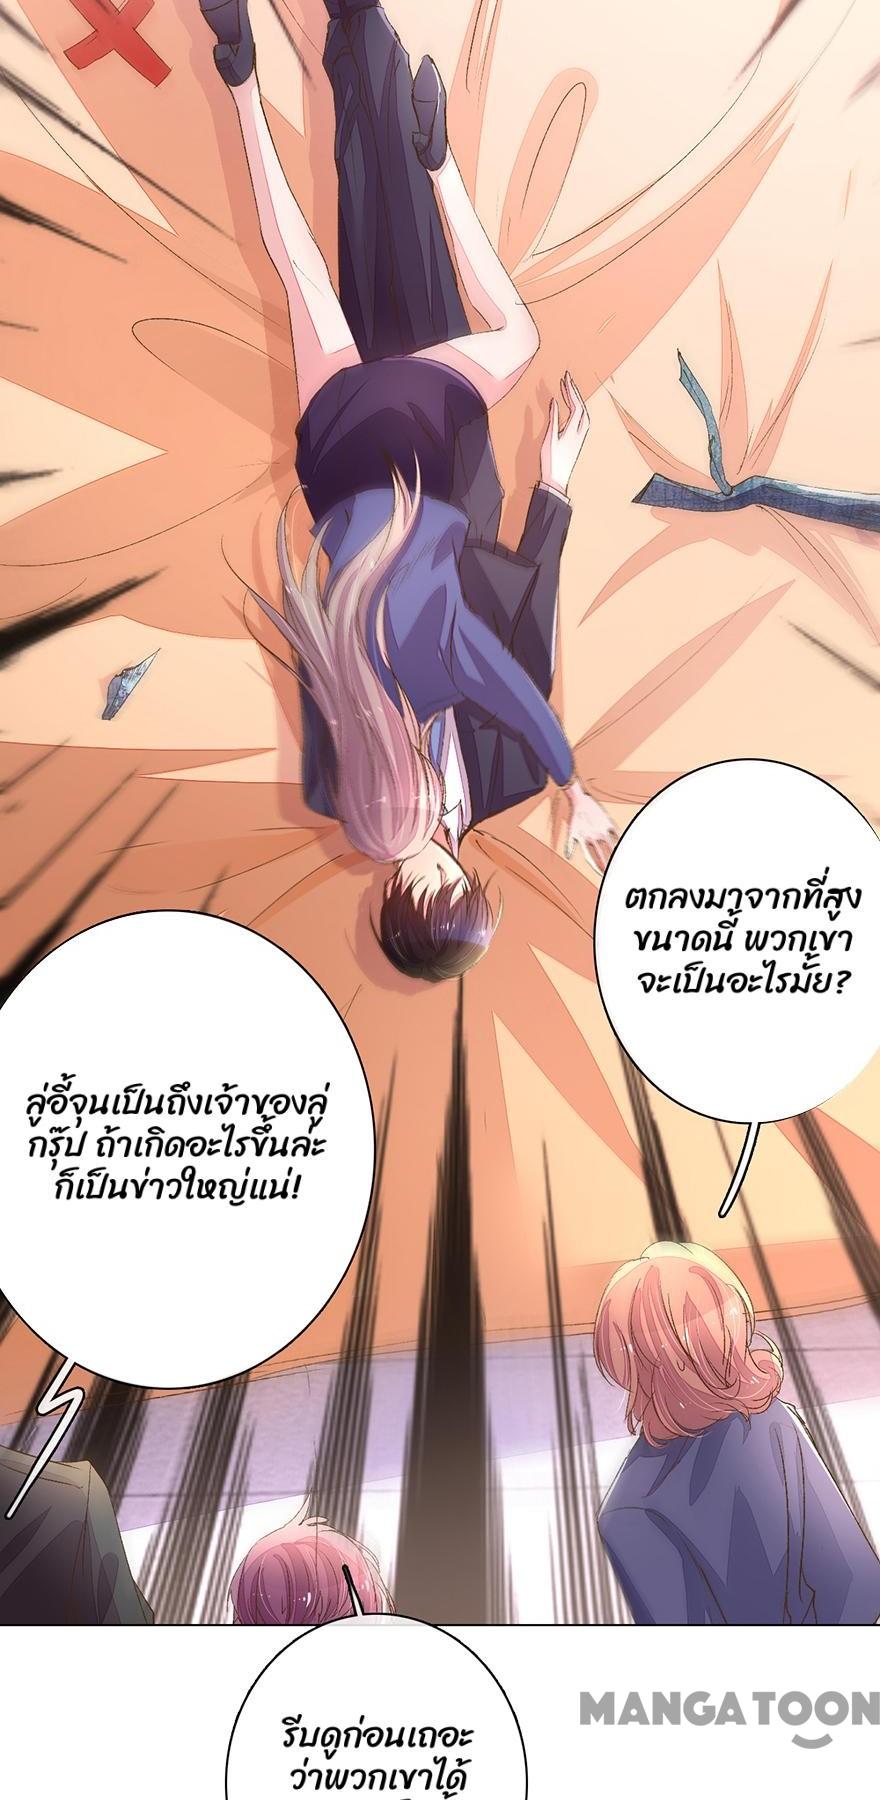 ตกลงมาจากที่สูง
ขนาดนี้ พวกเขา
จะเป็นอะไรมั้ย?
ลู่อี้จุนเป็นถึงเจ้าของลู่
กรุ๊ป ถ้าเกิดอะไรขึ้นล่ะ
ก็เป็นข่าวใหญ่แน่!
MANGATOON
รีบดูก่อนเถอะ
ว่าพวกเขาได้